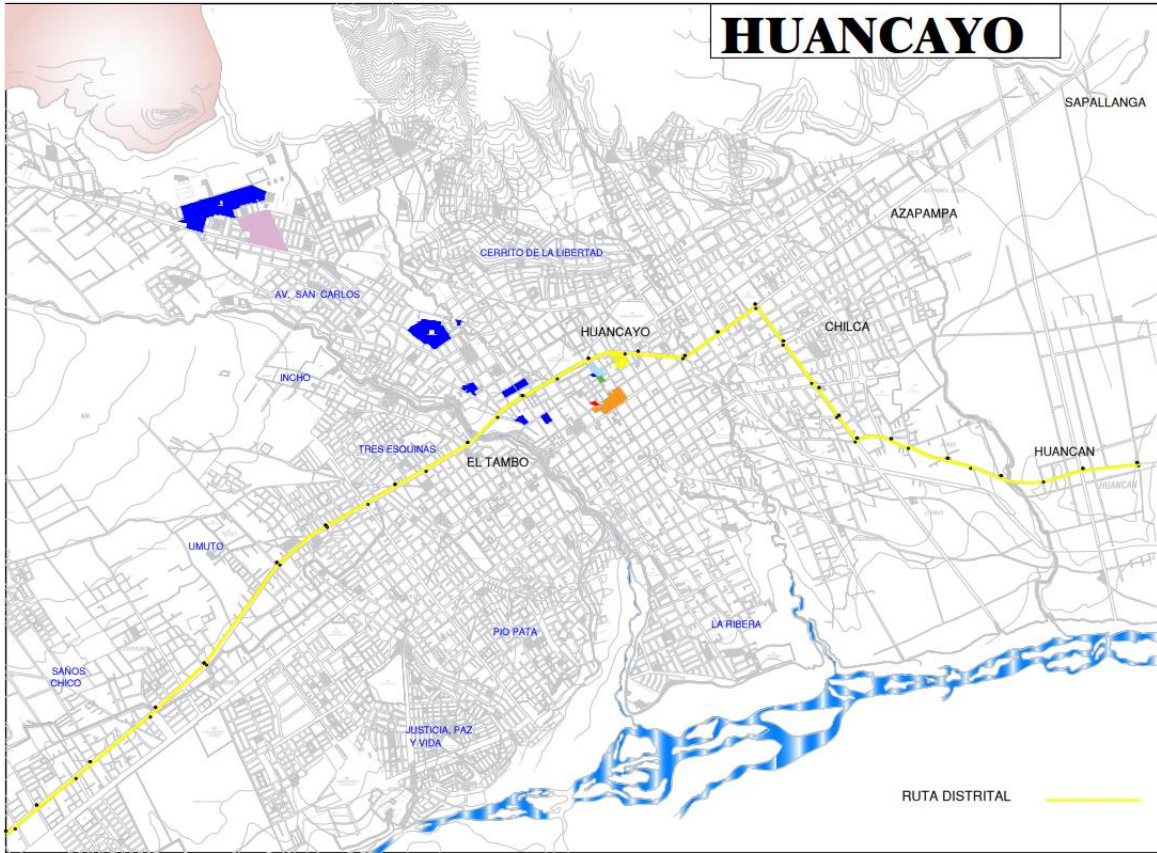 HUANCAYO
SAPALLANGA
AZAPAMPA
CERRITO DE LA LIBERTAD
AV. SAN CARLOS
HUANCAYO
CHILCA
INCHO
TRES ESQUINAS
EL TAMBO
HUANCAN
HUANCAN
UMUTO
PIO PATA
LA RIBERA
SAÑOS
CHICO
JUSTICIA, PAZ
Y VIDA
RUTA DISTRITAL